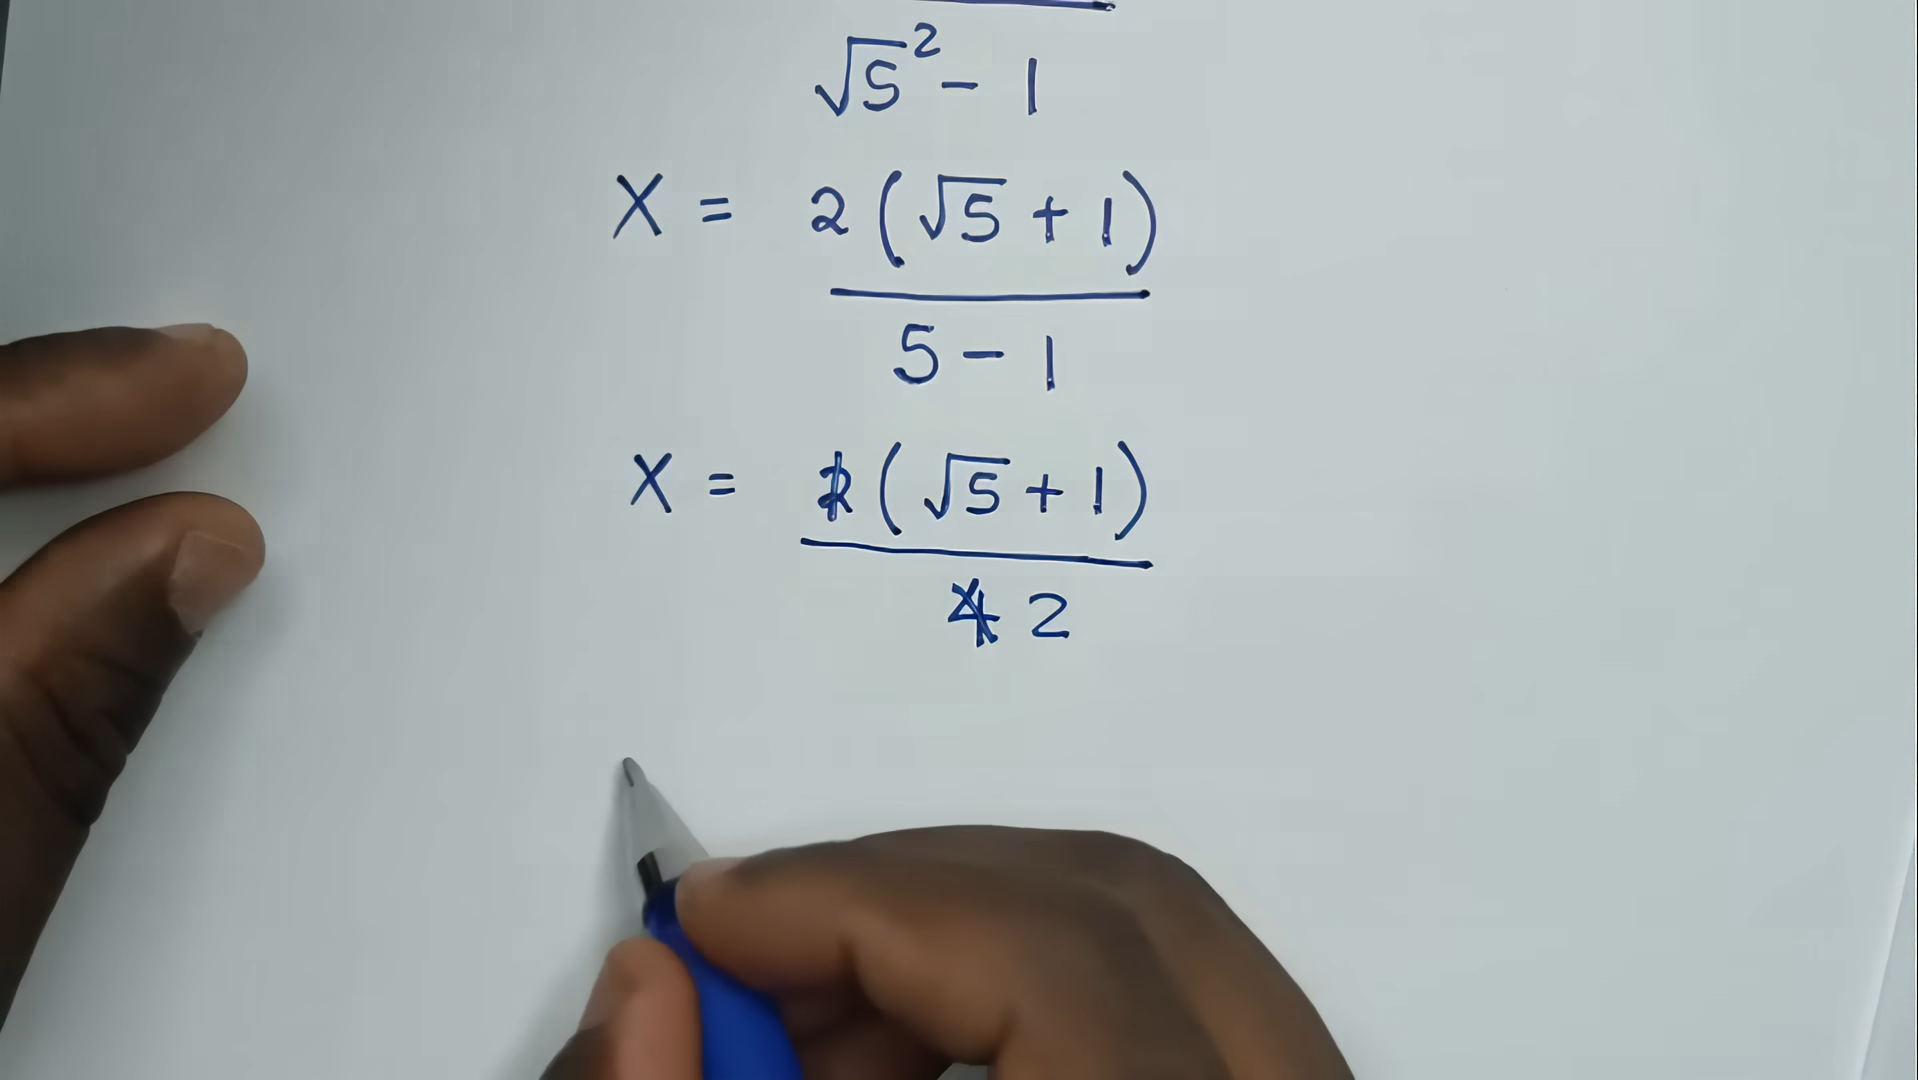 √5² - 1
X = 2 (√5 + 1)
5 - 1
X = 2 (√5 + 1)
4 2